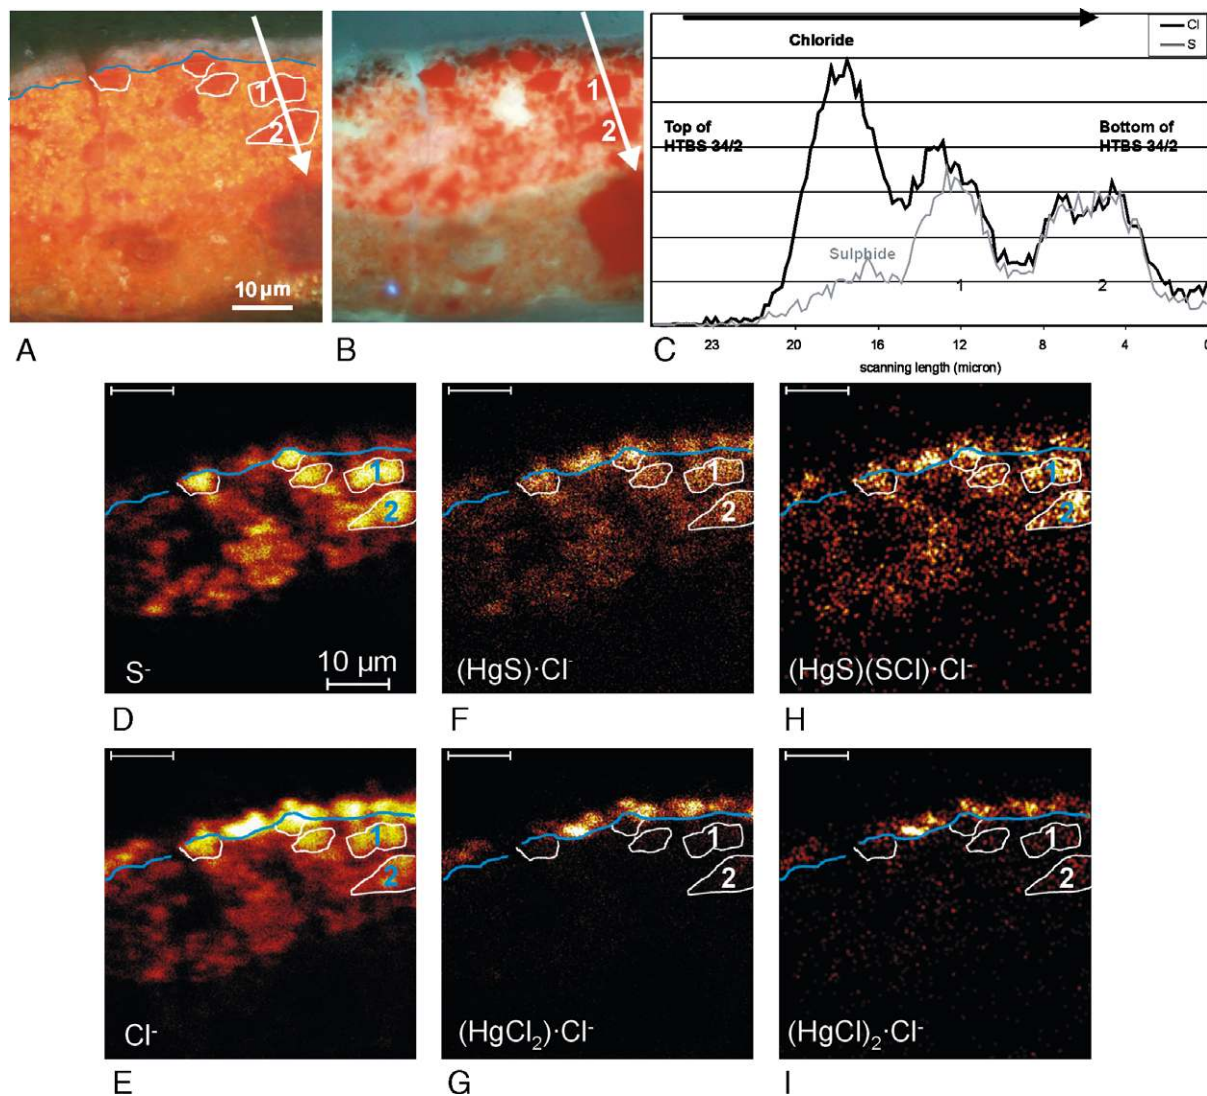 1
2
10 µm
A
1
2
B
Cl
S
Chloride
Top of
HTBS 34/2
Bottom of
HTBS 34/2
Sulphide
1
2
C
23
20
16
12
8
4
0
scanning length (micron)
1
2
S-
10 µm
D
1
2
(HgS)·Cl-
F
1
2
(HgS)(SCl)·Cl-
H
1
2
Cl-
E
1
2
(HgCl₂)·Cl-
G
1
2
(HgCl)₂·Cl-
I